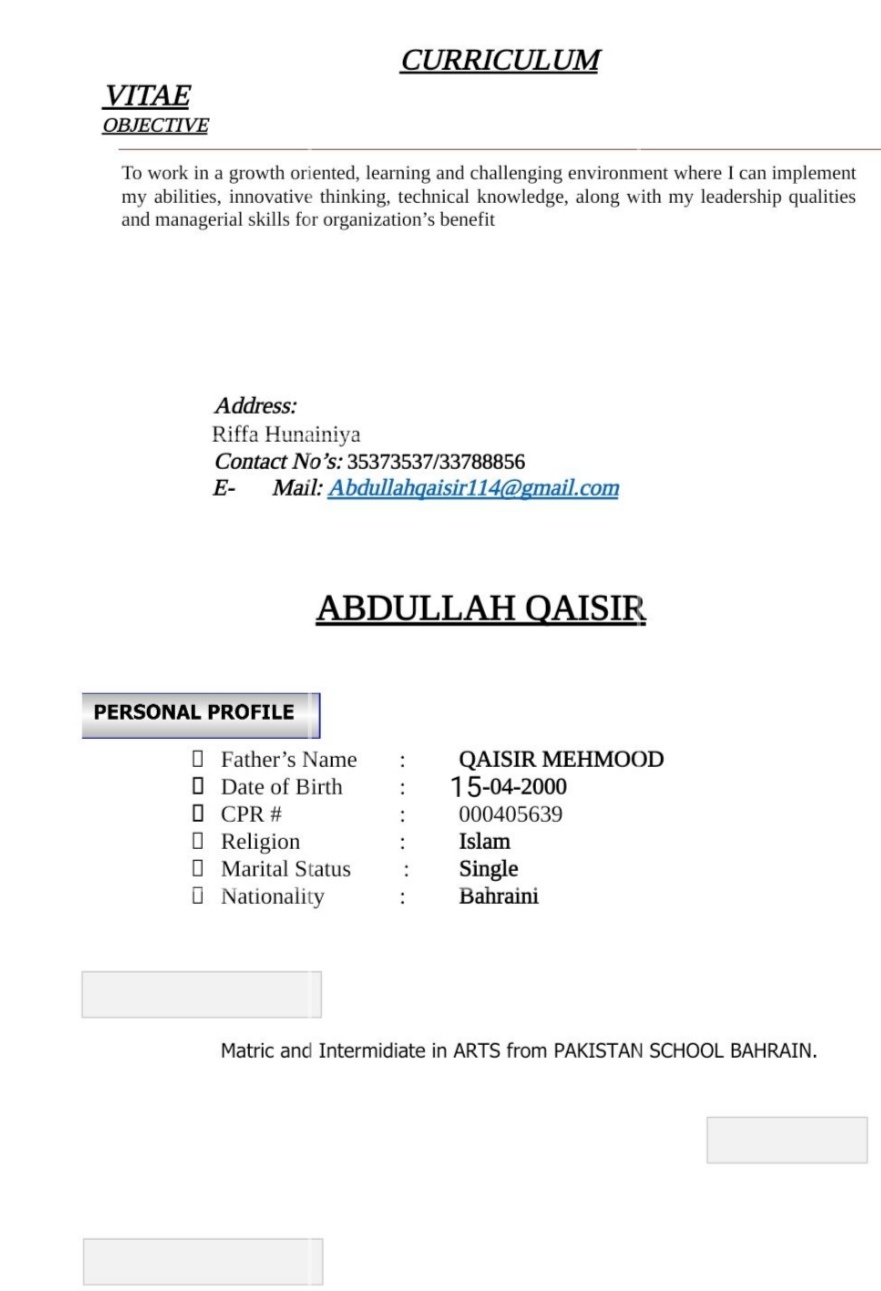 CURRICULUM
VITAE
OBJECTIVE
To work in a growth oriented, learning and challenging environment where I can implement
my abilities, innovative thinking, technical knowledge, along with my leadership qualities
and managerial skills for organization’s benefit
Address:
Riffa Hunainiya
Contact No’s: 35373537/33788856
E- Mail: Abdullahqaisir114@gmail.com
ABDULLAH QAISIR
PERSONAL PROFILE
Father’s Name : QAISIR MEHMOOD
Date of Birth : 15-04-2000
CPR # : 000405639
Religion : Islam
Marital Status : Single
Nationality : Bahraini
Matric and Intermidiate in ARTS from PAKISTAN SCHOOL BAHRAIN.